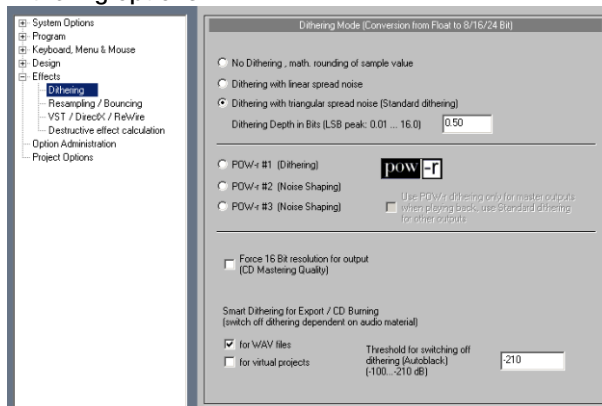 System Options
Program
Keyboard, Menu & Mouse
Design
Effects
Dithering
Resampling / Bouncing
VST / DirectX / ReWire
Destructive effect calculation
Option Administration
Project Options
Dithering Mode (Conversion from Float to 8/16/24 Bit)
No Dithering , math. rounding of sample value
Dithering with linear spread noise
Dithering with triangular spread noise (Standard dithering)
Dithering Depth in Bits (LSB peak: 0.01 ... 16.0) 0.50
POW-r #1 (Dithering)
pow-r
POW-r #2 (Noise Shaping)
POW-r #3 (Noise Shaping)
Use POW-r dithering only for master outputs
when playing back, use Standard dithering
for other outputs
Force 16 Bit resolution for output
(CD Mastering Quality)
Smart Dithering for Export / CD Burning
(switch off dithering dependent on audio material)
for WAV files
for virtual projects
Threshold for switching off
dithering (Autoblack)
(-100...-210 dB)
-210